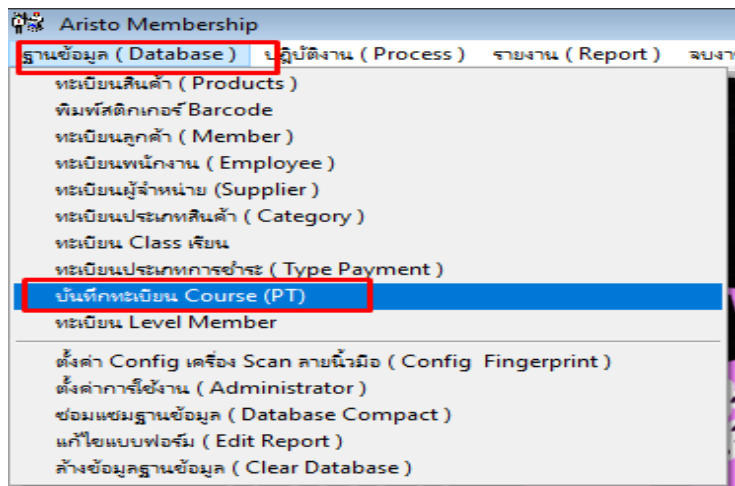 Aristo Membership
ฐานข้อมูล ( Database ) ปฏิบัติงาน ( Process ) รายงาน ( Report ) จบงา
ทะเบียนสินค้า ( Products )
พิมพ์สติกเกอร์ Barcode
ทะเบียนลูกค้า ( Member )
ทะเบียนพนักงาน ( Employee )
ทะเบียนผู้จำหน่าย (Supplier )
ทะเบียนประเภทสินค้า ( Category )
ทะเบียน Class เรียน
ทะเบียนประเภทการชำระ ( Type Payment )
บันทึกทะเบียน Course (PT)
ทะเบียน Level Member
ตั้งค่า Config เครื่อง Scan ลายนิ้วมือ ( Config Fingerprint )
ตั้งค่าการใช้งาน ( Administrator )
ซ่อมแซมฐานข้อมูล ( Database Compact )
แก้ไขแบบฟอร์ม ( Edit Report )
ล้างข้อมูลฐานข้อมูล ( Clear Database )